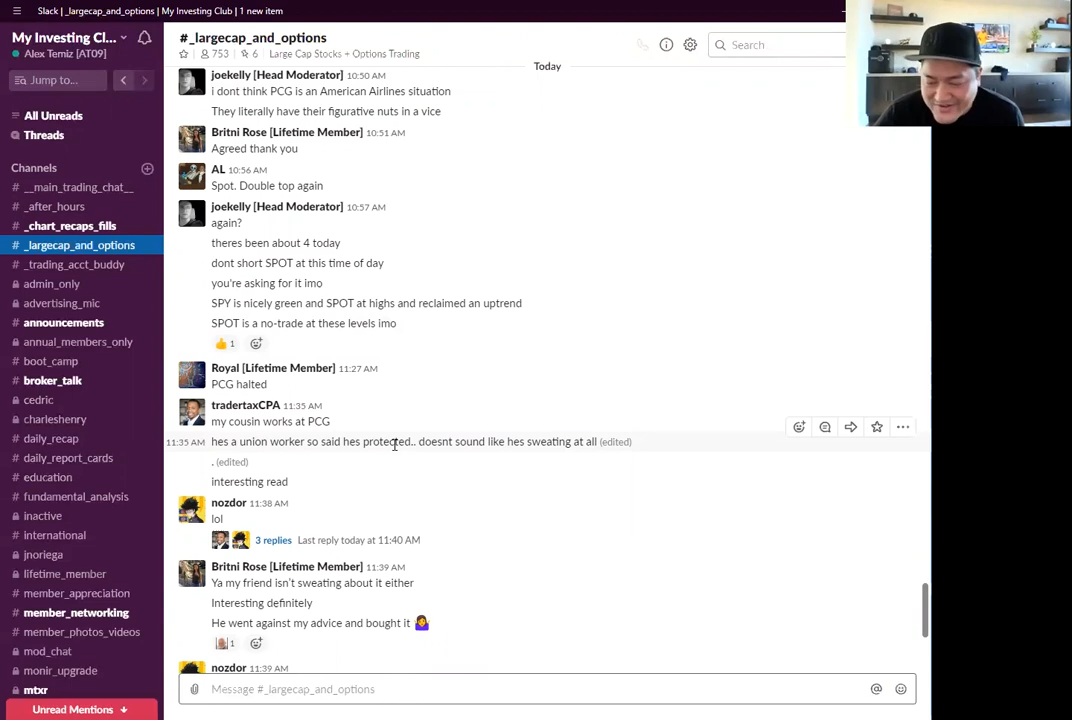 Slack | _largecap_and_options | My Investing Club | 1 new item
My Investing Cl...
Alex Temiz [AT09]
Jump to...
All Unreads
Threads
Channels
# __main_trading_chat__
# _after_hours
# _chart_recaps_fills
# _largecap_and_options
# _trading_acct_buddy
admin_only
advertising_mic
announcements
annual_members_only
boot_camp
broker_talk
cedric
charleshenry
daily_recap
daily_report_cards
# education
# fundamental_analysis
inactive
# international
jnoriega
lifetime_member
# member_appreciation
# member_networking
# member_photos_videos
mod_chat
monir_upgrade
# mtxr
Unread Mentions
#_largecap_and_options
753
6
Large Cap Stocks + Options Trading
Search
Today
joekelly [Head Moderator] 10:50 AM
i dont think PCG is an American Airlines situation
They literally have their figurative nuts in a vice
Britni Rose [Lifetime Member] 10:51 AM
Agreed thank you
AL 10:56 AM
Spot. Double top again
joekelly [Head Moderator] 10:57 AM
again?
theres been about 4 today
dont short SPOT at this time of day
you're asking for it imo
SPY is nicely green and SPOT at highs and reclaimed an uptrend
SPOT is a no-trade at these levels imo
1
Royal [Lifetime Member] 11:27 AM
PCG halted
tradertaxCPA 11:35 AM
my cousin works at PCG
11:35 AM hes a union worker so said hes protected.. doesnt sound like hes sweating at all (edited)
. (edited)
interesting read
nozdor 11:38 AM
lol
3 replies Last reply today at 11:40 AM
Britni Rose [Lifetime Member] 11:39 AM
Ya my friend isn't sweating about it either
Interesting definitely
He went against my advice and bought it
1
nozdor 11:39 AM
Message #_largecap_and_options